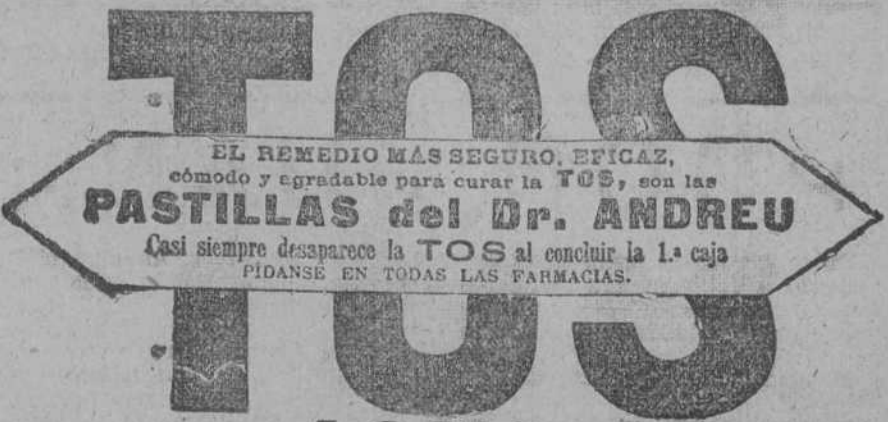 TOS
EL REMEDIO MÁS SEGURO, EFICAZ,
cómodo y agradable para curar la TOS, son las
PASTILLAS del Dr. ANDREU
Casi siempre desaparece la TOS al concluir la 1.ª caja
PÍDANSE EN TODAS LAS FARMACIAS.